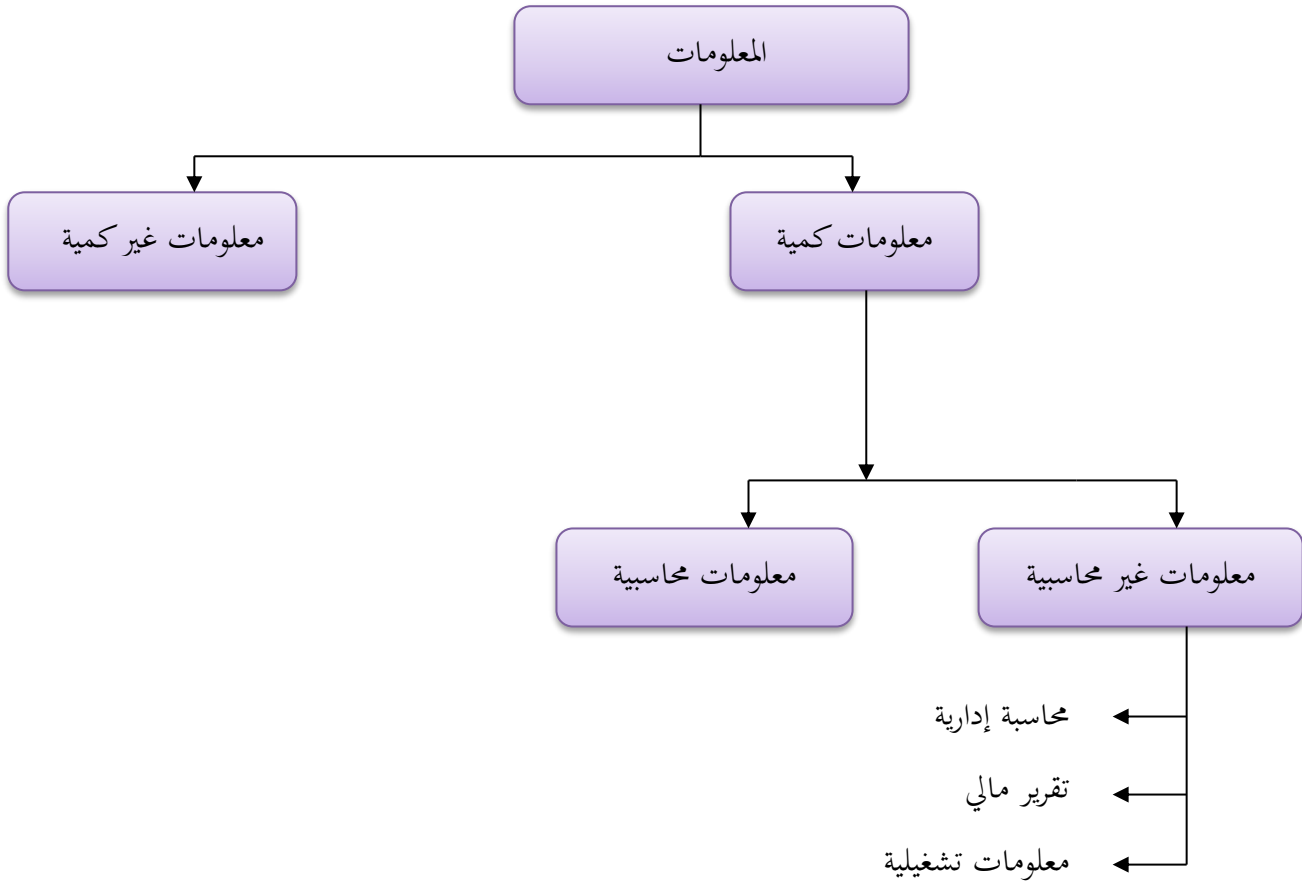 المعلومات
معلومات كمية
معلومات غير كمية
معلومات غير محاسبية
معلومات محاسبية
محاسبة إدارية
تقرير مالي
معلومات تشغيلية